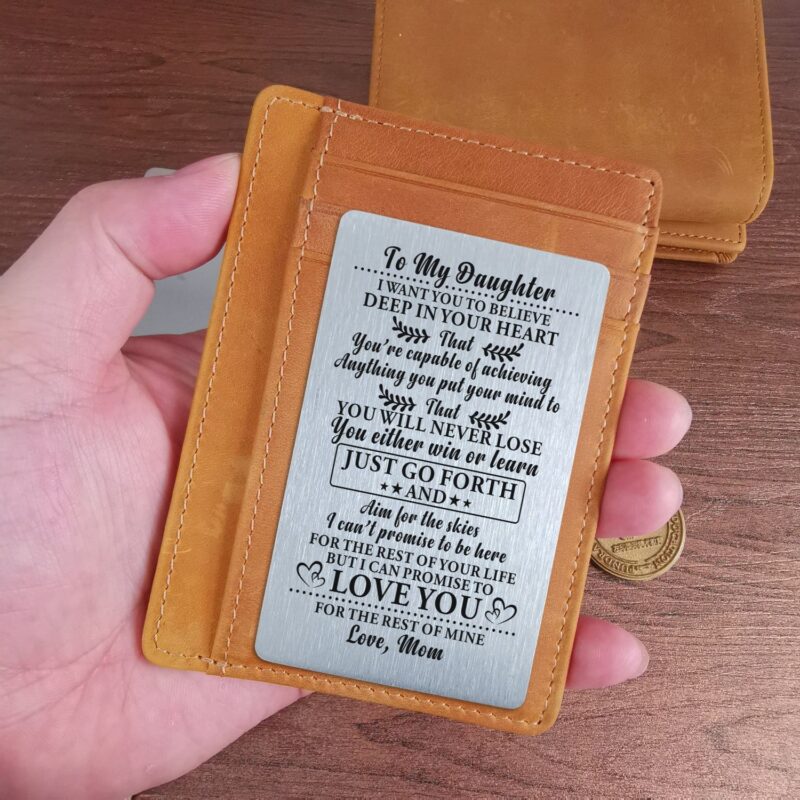 To My Daughter
I WANT YOU TO BELIEVE
DEEP IN YOUR HEART
That
You're capable of achieving
Anything you put your mind to
That
YOU WILL NEVER LOSE
You either win or learn
JUST GO FORTH
AND
Aim for the skies
I can't promise to be here
FOR THE REST OF YOUR LIFE
BUT I CAN PROMISE TO
LOVE YOU
FOR THE REST OF MINE
Love, Mom